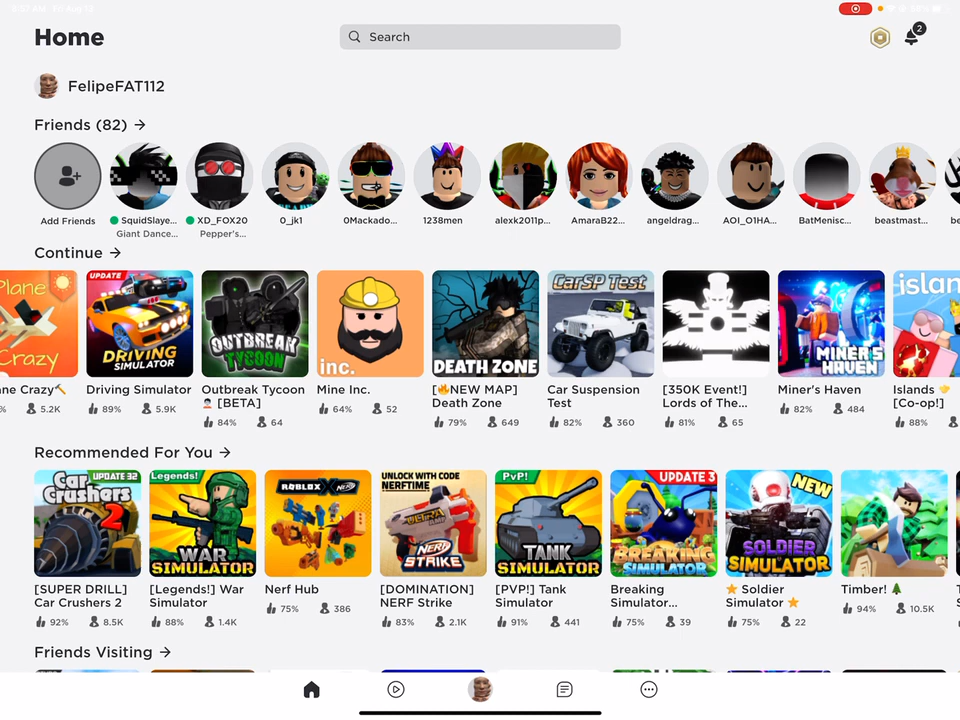 Home
Search
2
FelipeFAT112
Friends (82) →
Add Friends
SquidSlaye...
XD_FOX20
0_jk1
0Mackado...
1238men
alexk2011p...
AmaraB22...
angeldrag...
AOI_O1HA...
BatMenisc...
beastmast...
Giant Dance...
Pepper's...
Continue →
Plane
Crazy
UPDATE
DRIVING
SIMULATOR
OUTBREAK
TYCOON
inc.
DEATH ZONE
CarSP Test
MINER'S
HAVEN
islan
ne Crazy🔨
5.2K
Driving Simulator
89% 5.9K
Outbreak Tycoon
[BETA]
84% 64
Mine Inc.
64% 52
[🔥NEW MAP]
Death Zone
79% 649
Car Suspension
Test
82% 360
[350K Event!]
Lords of The...
81% 65
Miner's Haven
82% 484
Islands
[Co-op!]
88%
Recommended For You →
UPDATE 32
Car
Crushers
2
Legends!
WAR
SIMULATOR
ROBLOX X NERF
UNLOCK WITH CODE
NERFTIME
ULTRA
NERF
STRIKE
PvP!
TANK
SIMULATOR
UPDATE 3
BREAKING
SIMULATOR
NEW
SOLDIER
SIMULATOR
[SUPER DRILL]
Car Crushers 2
92% 8.5K
[Legends!] War
Simulator
88% 1.4K
Nerf Hub
75% 386
[DOMINATION]
NERF Strike
83% 2.1K
[PVP!] Tank
Simulator
91% 441
Breaking
Simulator...
75% 39
⭐ Soldier
Simulator ⭐
75% 22
Timber! 🌲
94% 10.5K
Friends Visiting →